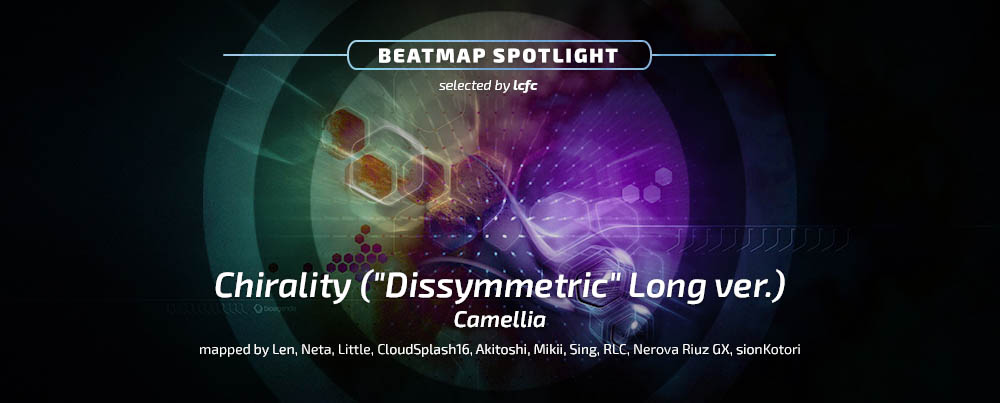 BEATMAP SPOTLIGHT
selected by lcfc
Chirality ("Dissymmetric" Long ver.)
Camellia
mapped by Len, Neta, Little, CloudSplash16, Akitoshi, Mikii, Sing, RLC, Nerova Riuz GX, sionKotori